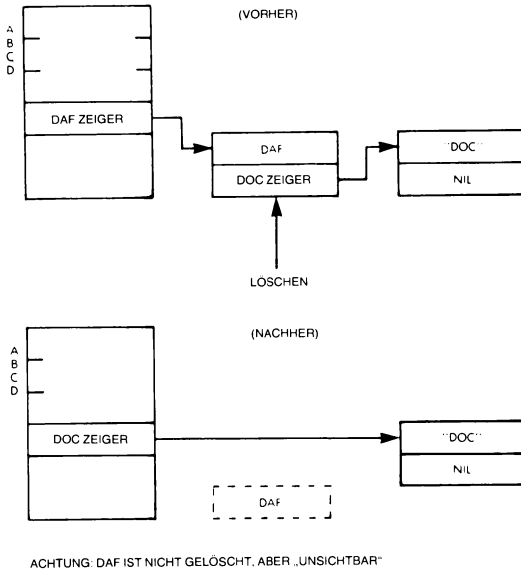 (VORHER)
A
B
C
D
DAF ZEIGER
DAF
DOC ZEIGER
"DOC"
NIL
LÖSCHEN
(NACHHER)
A
B
C
D
DOC ZEIGER
"DOC"
NIL
DAF
ACHTUNG: DAF IST NICHT GELÖSCHT, ABER „UNSICHTBAR"